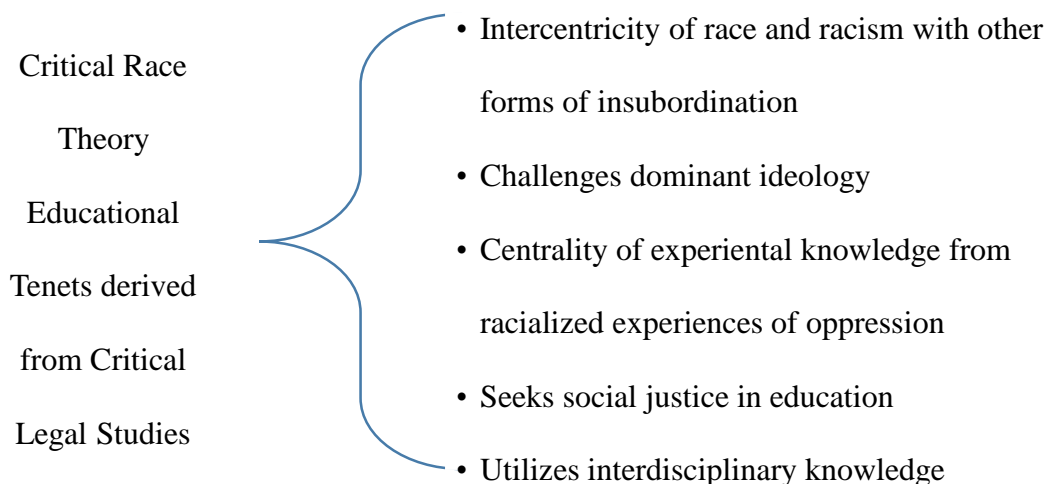 Critical Race
Theory
Educational
Tenets derived
from Critical
Legal Studies
• Intercentricity of race and racism with other
forms of insubordination
• Challenges dominant ideology
• Centrality of experiental knowledge from
racialized experiences of oppression
• Seeks social justice in education
• Utilizes interdisciplinary knowledge